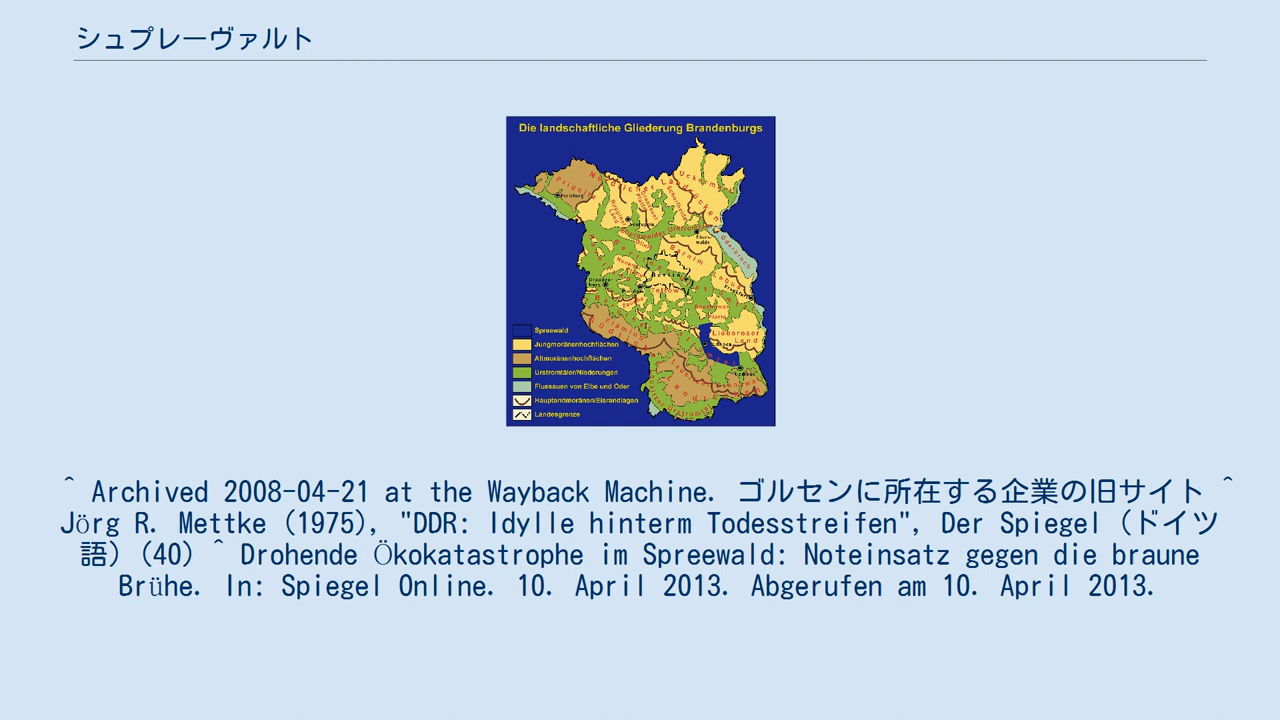 シュプレーヴァルト
Die landschaftliche Gliederung Brandenburgs
Spreewald
Jungmoränenhochflächen
Altmoränenhochflächen
Urstromtäler/Niederungen
Flussauen von Elbe und Oder
Hauptendmoränen/Eisrandlagen
Landesgrenze
^ Archived 2008-04-21 at the Wayback Machine. ゴルセンに所在する企業の旧サイト ^
Jörg R. Mettke (1975), "DDR: Idylle hinterm Todesstreifen", Der Spiegel (ドイツ
語) (40) ^ Drohende Ökokatastrophe im Spreewald: Noteinsatz gegen die braune
Brühe. In: Spiegel Online. 10. April 2013. Abgerufen am 10. April 2013.